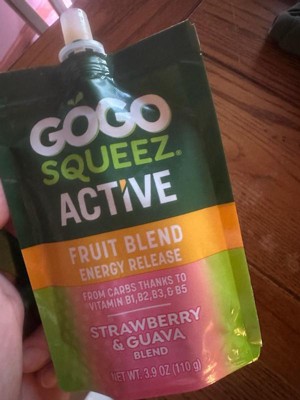 GOGO
SQUEEZ.
ACTIVE
FRUIT BLEND
ENERGY RELEASE
FROM CARBS THANKS TO
VITAMIN B1,B2,B3,& B5
STRAWBERRY
& GUAVA
BLEND
NET WT. 3.9 OZ (110 g)